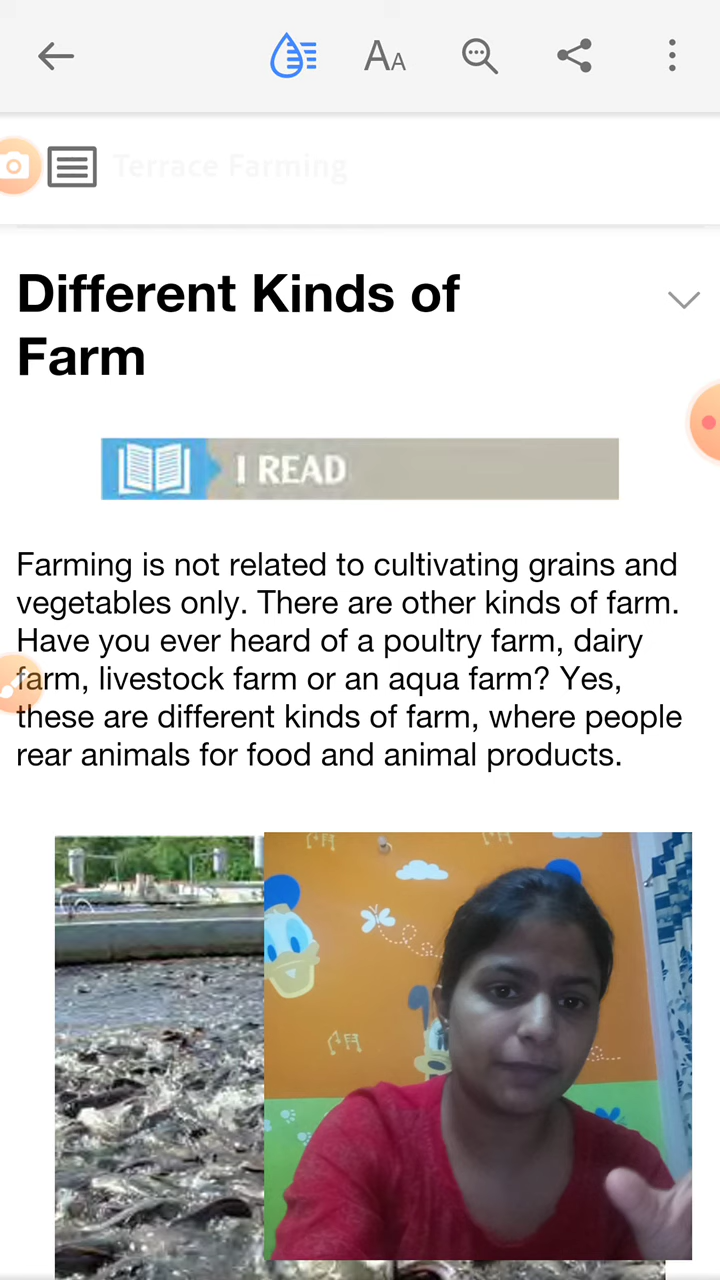 AA
Terrace Farming
Different Kinds of
Farm
I READ
Farming is not related to cultivating grains and
vegetables only. There are other kinds of farm.
Have you ever heard of a poultry farm, dairy
farm, livestock farm or an aqua farm? Yes,
these are different kinds of farm, where people
rear animals for food and animal products.